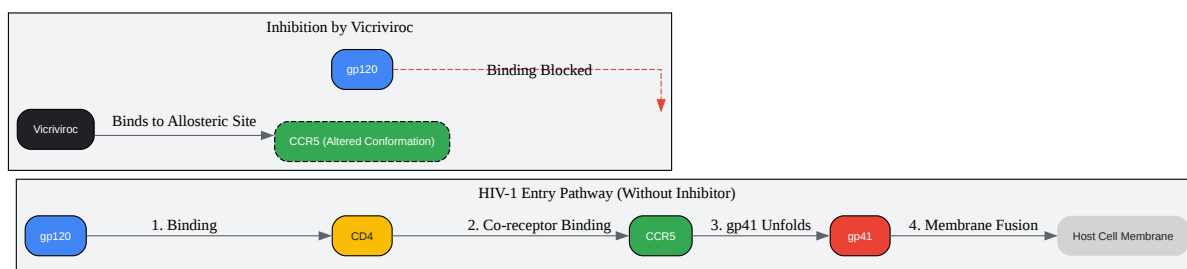 Inhibition by Vicriviroc
gp120
Binding Blocked
Vicriviroc
Binds to Allosteric Site
CCR5 (Altered Conformation)
HIV-1 Entry Pathway (Without Inhibitor)
gp120
1. Binding
CD4
2. Co-receptor Binding
CCR5
3. gp41 Unfolds
gp41
4. Membrane Fusion
Host Cell Membrane